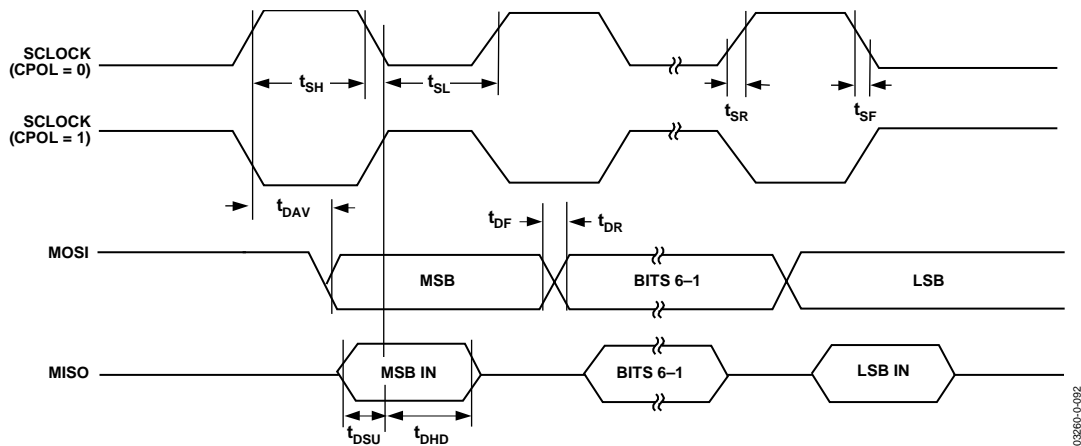 SCLOCK
(CPOL = 0)
tSH
tSL
tSR
tSF
SCLOCK
(CPOL = 1)
tDAV
tDF
tDR
MOSI
MSB
BITS 6–1
LSB
MISO
MSB IN
BITS 6–1
LSB IN
tDSU
tDHD
03260-0-092